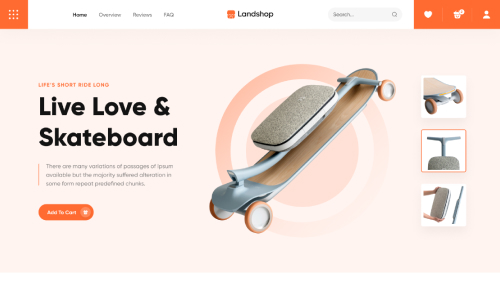 Home Overview Reviews FAQ Landshop Search...
LIFE'S SHORT RIDE LONG
Live Love &
Skateboard
There are many variations of passages of Ipsum
available but the majority suffered alteration in
some form repeat predefined chunks.
Add To Cart